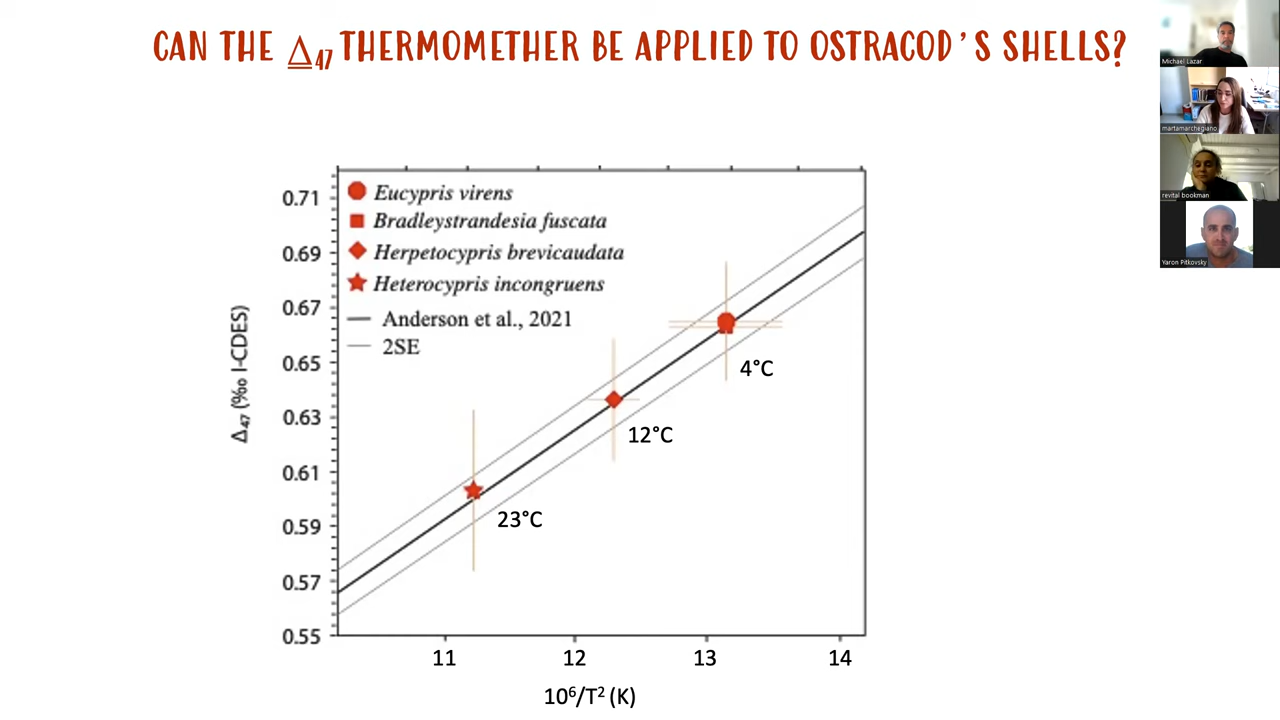 CAN THE Δ47 THERMOMETHER BE APPLIED TO OSTRACOD'S SHELLS?
Michael Lazar
martamarchegiano
revital bookman
Yaron Pitkovsky
Eucypris virens
Bradleystrandesia fuscata
Herpetocypris brevicaudata
Heterocypris incongruens
Anderson et al., 2021
2SE
Δ47 (‰ I-CDES)
0.71
0.69
0.67
0.65
0.63
0.61
0.59
0.57
0.55
4°C
12°C
23°C
11 12 13 14
10⁶/T² (K)